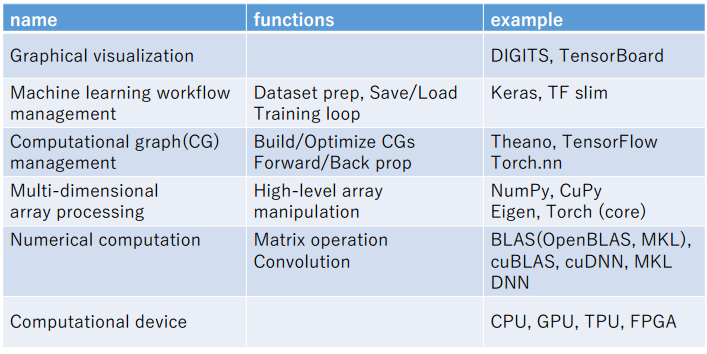 name functions example
Graphical visualization DIGITS, TensorBoard
Machine learning workflow Dataset prep, Save/Load Keras, TF slim
management Training loop
Computational graph(CG) Build/Optimize CGs Theano, TensorFlow
management Forward/Back prop Torch.nn
Multi-dimensional High-level array NumPy, CuPy
array processing manipulation Eigen, Torch (core)
Numerical computation Matrix operation BLAS(OpenBLAS, MKL),
Convolution cuBLAS, cuDNN, MKL
DNN
Computational device CPU, GPU, TPU, FPGA